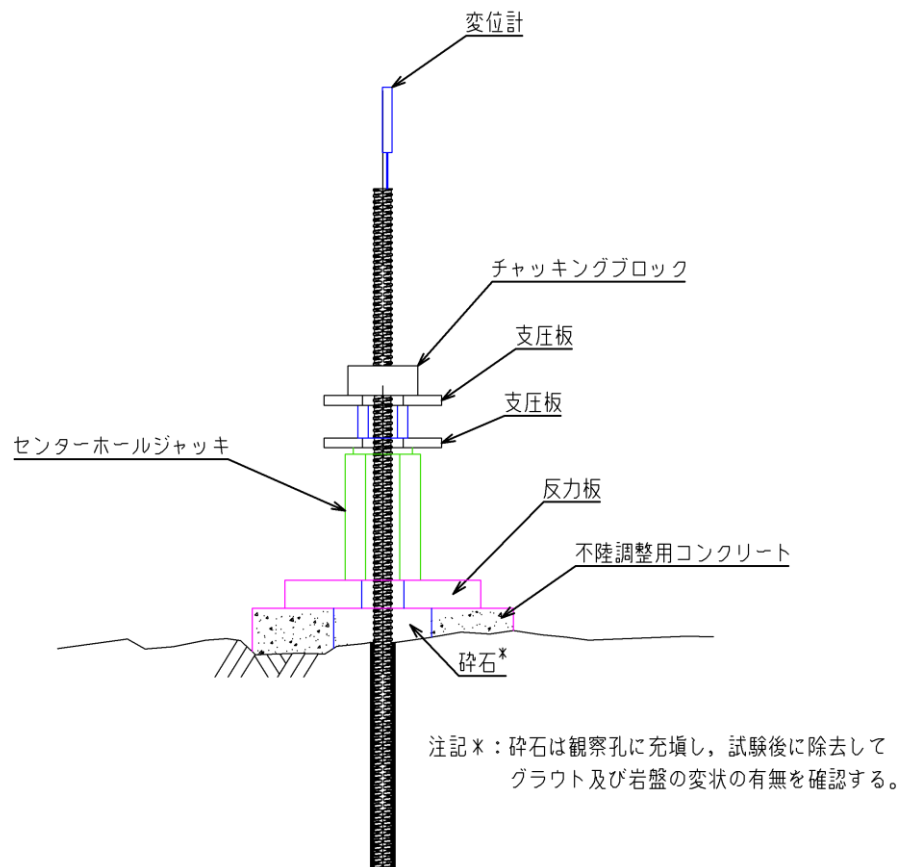 変位計
チャッキングブロック
支圧板
支圧板
センターホールジャッキ
反力板
不陸調整用コンクリート
砕石*
注記*：砕石は観察孔に充塡し，試験後に除去して
グラウト及び岩盤の変状の有無を確認する。